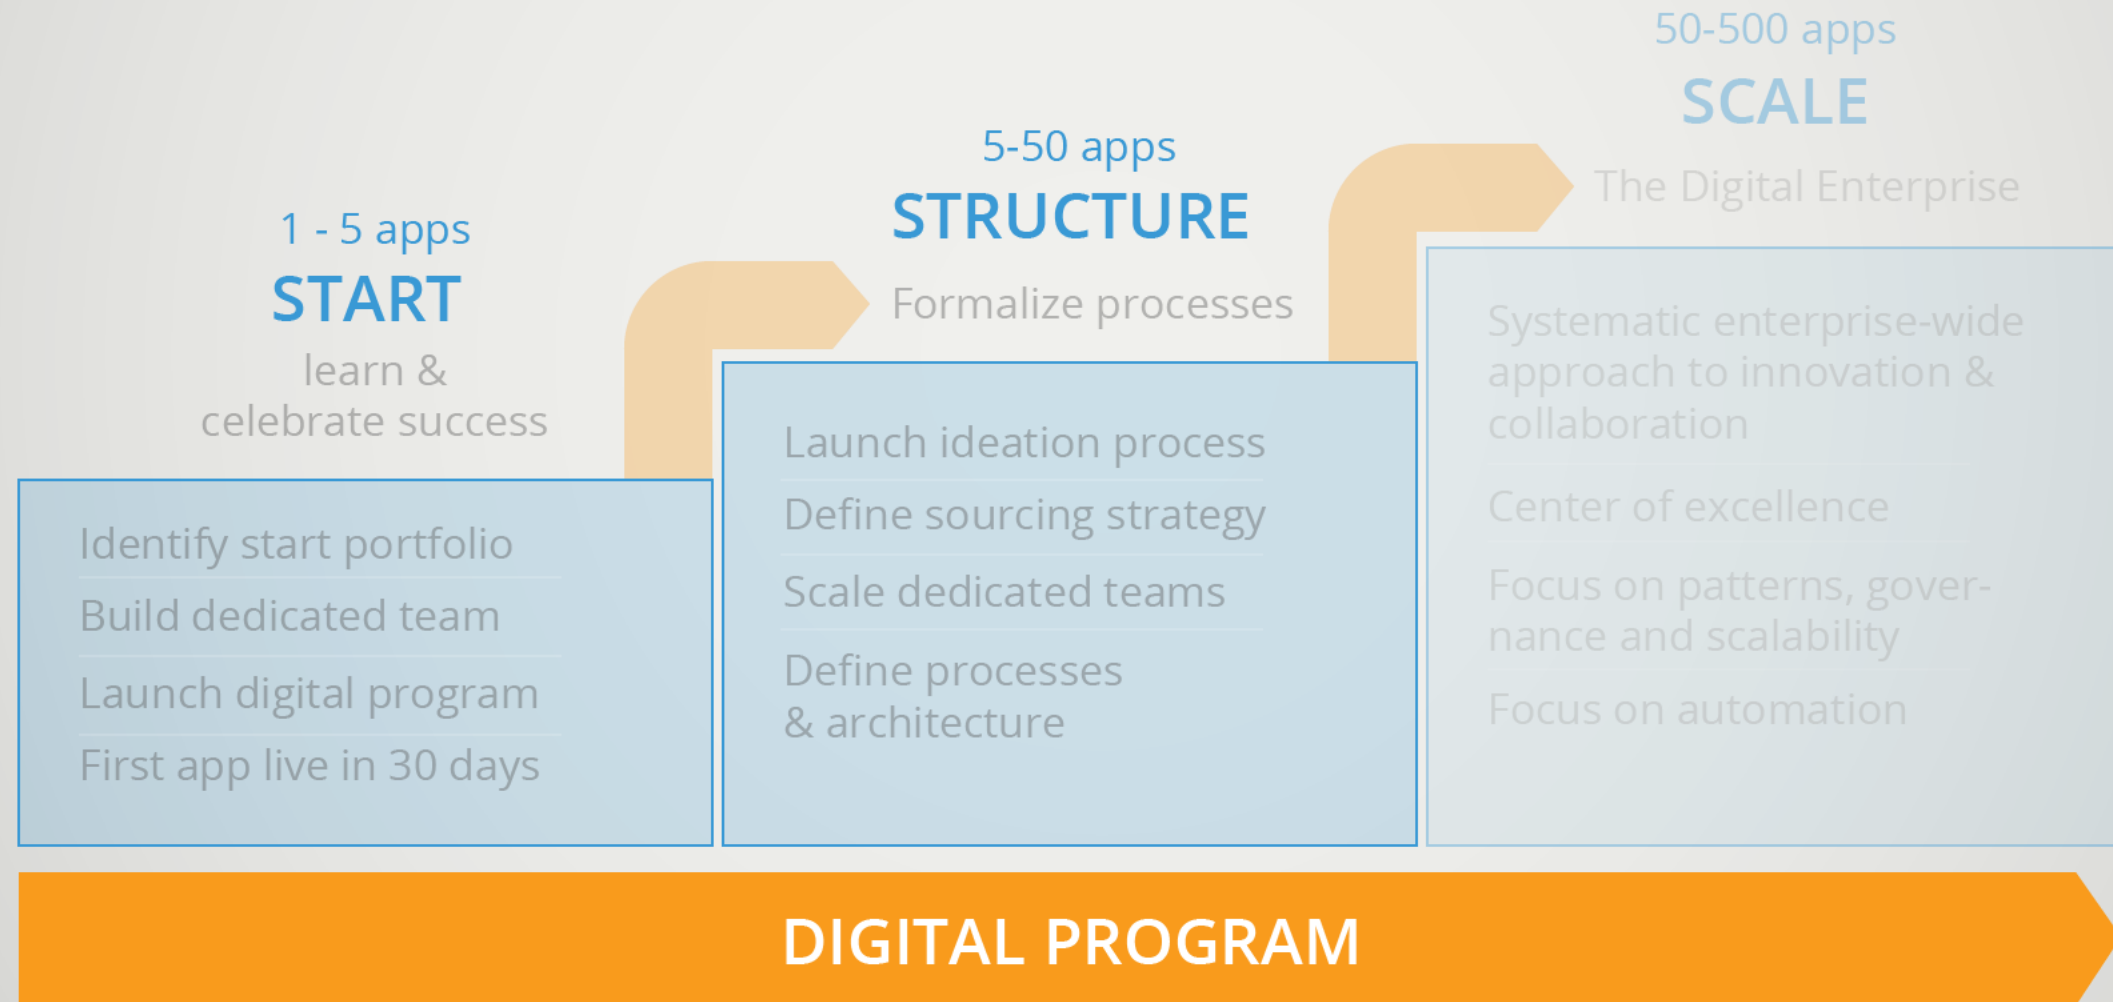 1 - 5 apps
START
learn &
celebrate success
Identify start portfolio
Build dedicated team
Launch digital program
First app live in 30 days
5-50 apps
STRUCTURE
Formalize processes
Launch ideation process
Define sourcing strategy
Scale dedicated teams
Define processes
& architecture
50-500 apps
SCALE
The Digital Enterprise
Systematic enterprise-wide
approach to innovation &
collaboration
Center of excellence
Focus on patterns, gover-
nance and scalability
Focus on automation
DIGITAL PROGRAM